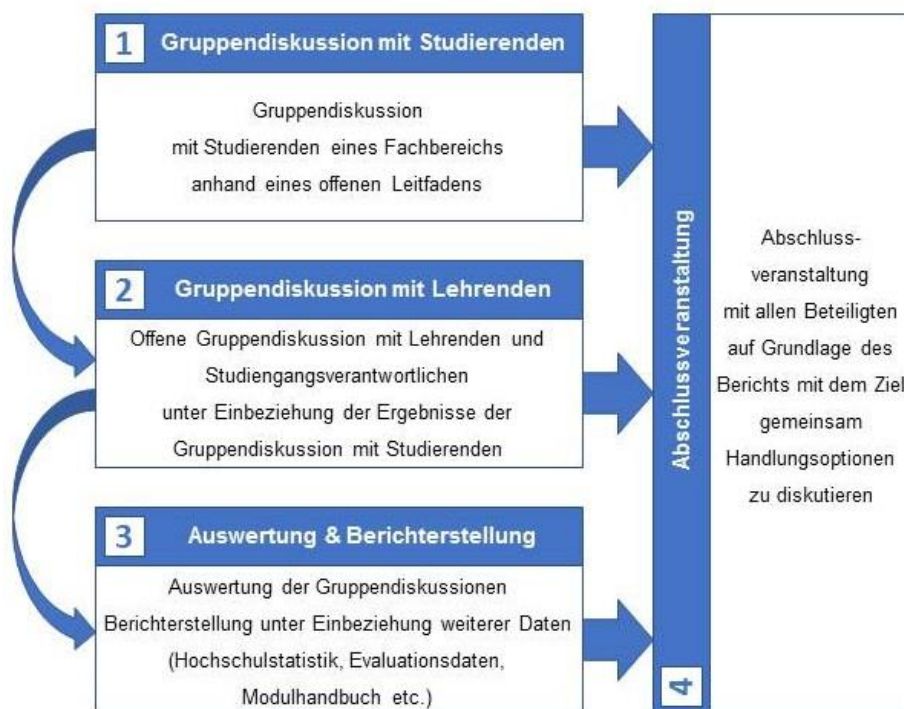 1 Gruppendiskussion mit Studierenden
Gruppendiskussion
mit Studierenden eines Fachbereichs
anhand eines offenen Leitfadens
2 Gruppendiskussion mit Lehrenden
Offene Gruppendiskussion mit Lehrenden und
Studiengangsverantwortlichen
unter Einbeziehung der Ergebnisse der
Gruppendiskussion mit Studierenden
3 Auswertung & Berichterstellung
Auswertung der Gruppendiskussionen
Berichterstellung unter Einbeziehung weiterer Daten
(Hochschulstatistik, Evaluationsdaten,
Modulhandbuch etc.)
4 Abschlussveranstaltung
Abschluss-
veranstaltung
mit allen Beteiligten
auf Grundlage des
Berichts mit dem Ziel
gemeinsam
Handlungsoptionen
zu diskutieren